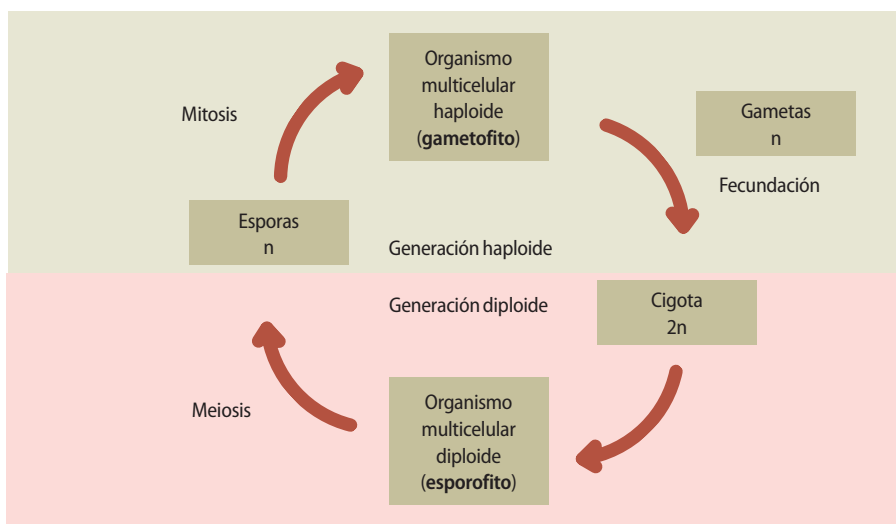 Organismo
multicelular
haploide
(gametofito)
Mitosis
Gametas
n
Fecundación
Esporas
n
Generación haploide
Generación diploide
Cigota
2n
Meiosis
Organismo
multicelular
diploide
(esporofito)